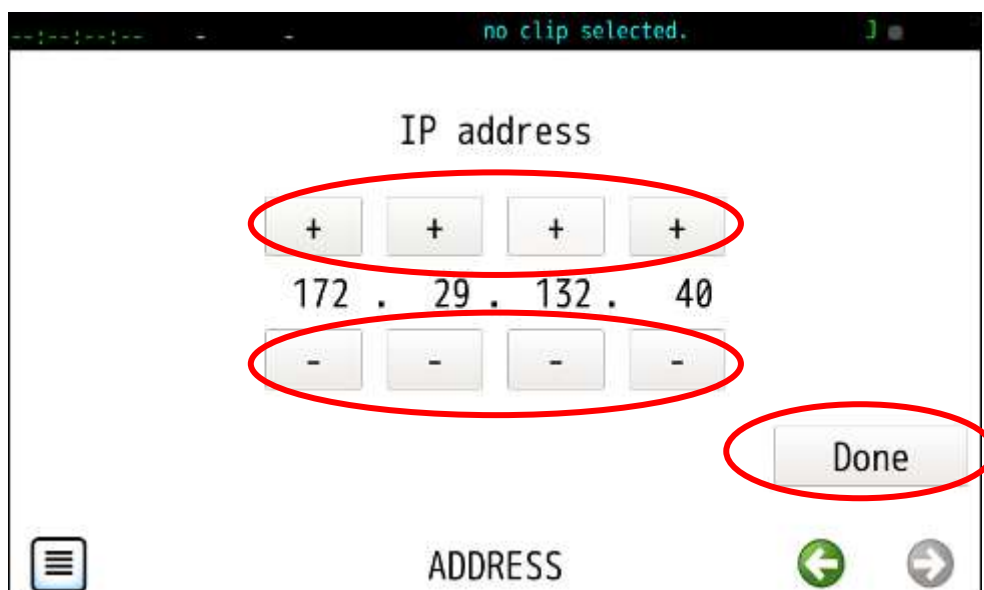 --:--:--:-- - - no clip selected. ]
IP address
+ + + +
172 . 29 . 132 . 40
- - - -
Done
ADDRESS